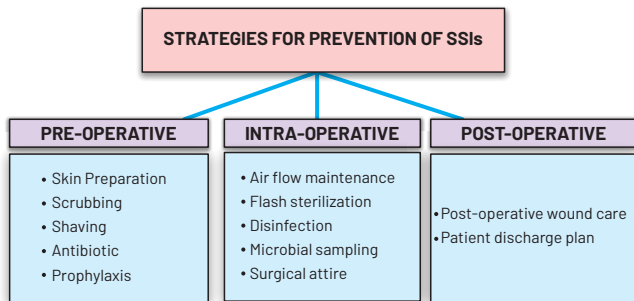 STRATEGIES FOR PREVENTION OF SSIs
PRE-OPERATIVE
• Skin Preparation
• Scrubbing
• Shaving
• Antibiotic
• Prophylaxis
INTRA-OPERATIVE
• Air flow maintenance
• Flash sterilization
• Disinfection
• Microbial sampling
• Surgical attire
POST-OPERATIVE
• Post-operative wound care
• Patient discharge plan